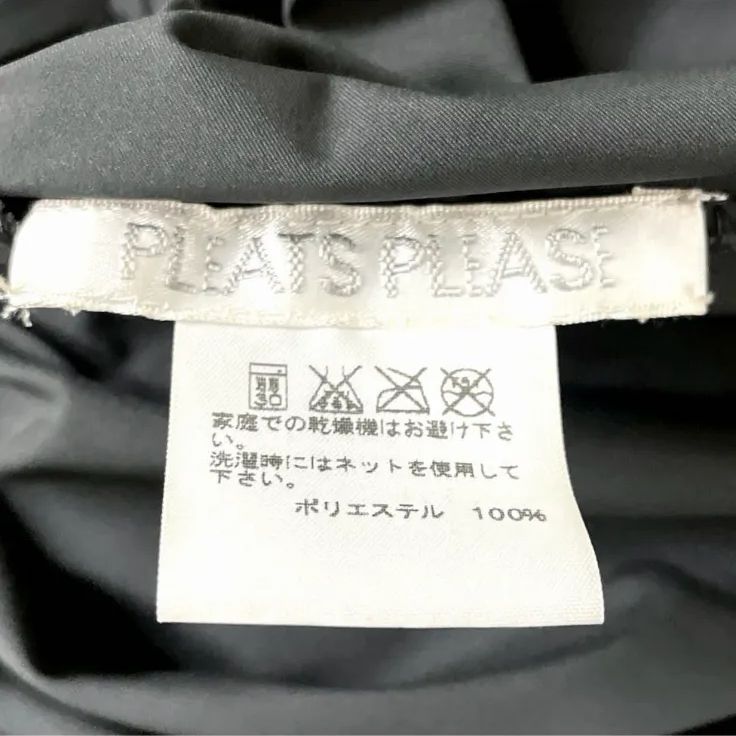 PLEATS PLEASE
30
家庭での乾燥機はお避け下さ
い。
洗濯時にはネットを使用して
下さい。
ポリエステル 100%